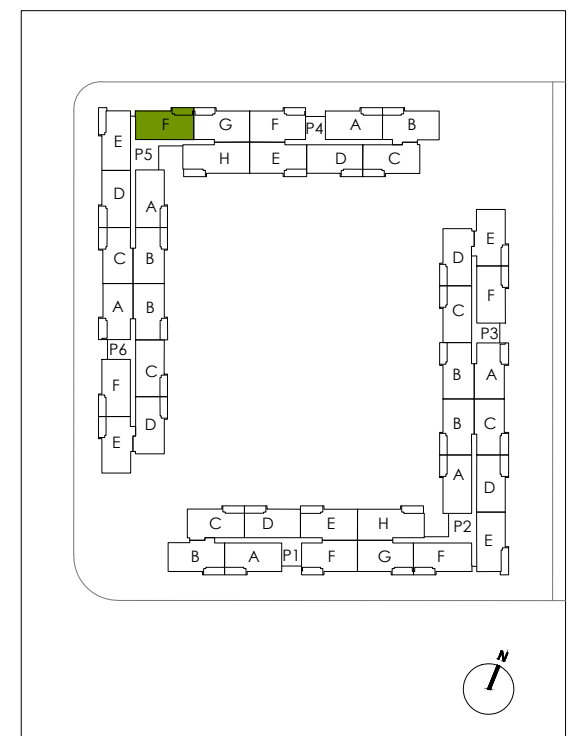 F G F P4 A B
E P5 H E D C
D A
C B
A B
P6 C
F D
E
E
D F
C P3
B A
B C
A D
C D E H P2 E
B A P1 F G F
N